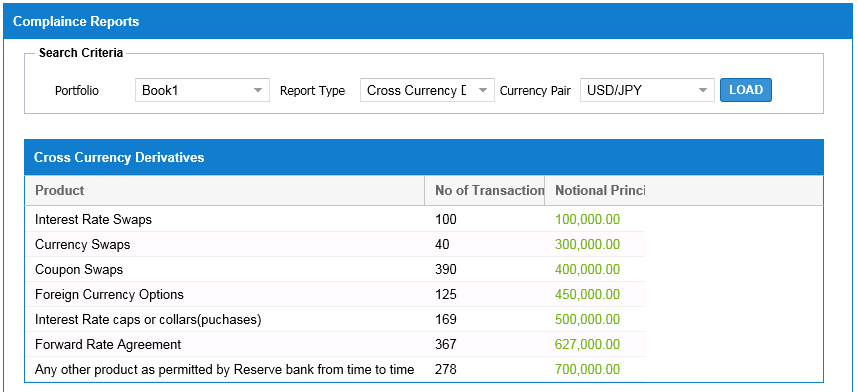 Complaince Reports
Search Criteria
Portfolio Book1 Report Type Cross Currency D Currency Pair USD/JPY LOAD
Cross Currency Derivatives
Product No of Transaction Notional Princi
Interest Rate Swaps 100 100,000.00
Currency Swaps 40 300,000.00
Coupon Swaps 390 400,000.00
Foreign Currency Options 125 450,000.00
Interest Rate caps or collars(puchases) 169 500,000.00
Forward Rate Agreement 367 627,000.00
Any other product as permitted by Reserve bank from time to time 278 700,000.00